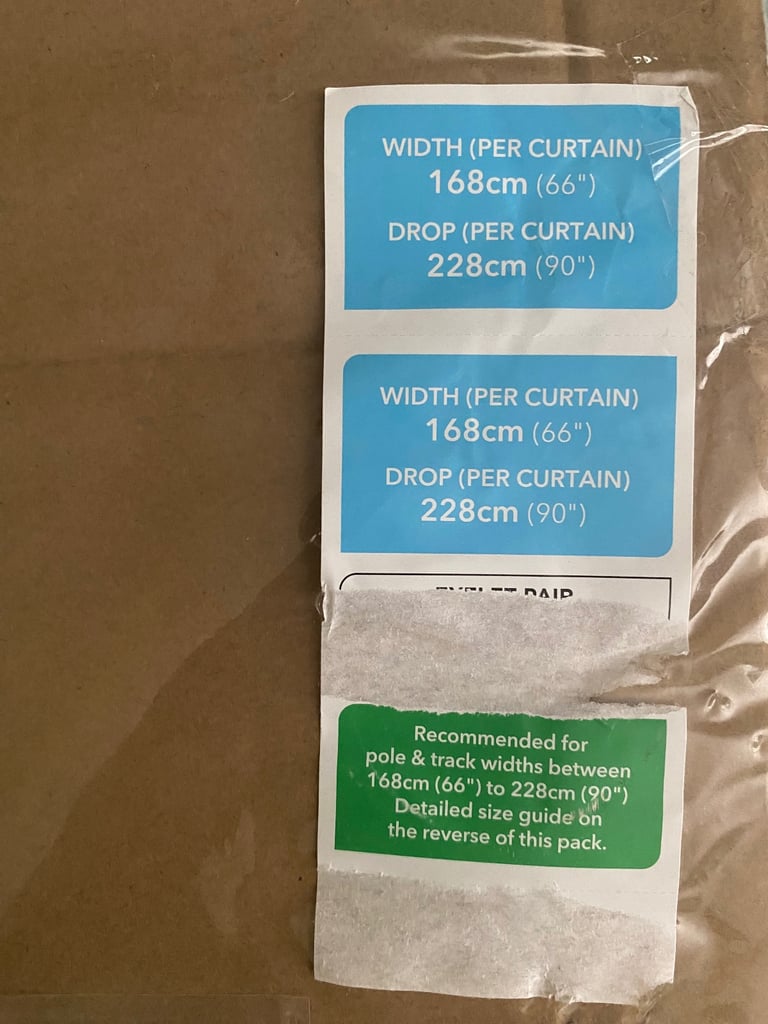 WIDTH (PER CURTAIN)
168cm (66")
DROP (PER CURTAIN)
228cm (90")
WIDTH (PER CURTAIN)
168cm (66")
DROP (PER CURTAIN)
228cm (90")
EYELET PAIR
Recommended for
pole & track widths between
168cm (66") to 228cm (90")
Detailed size guide on
the reverse of this pack.